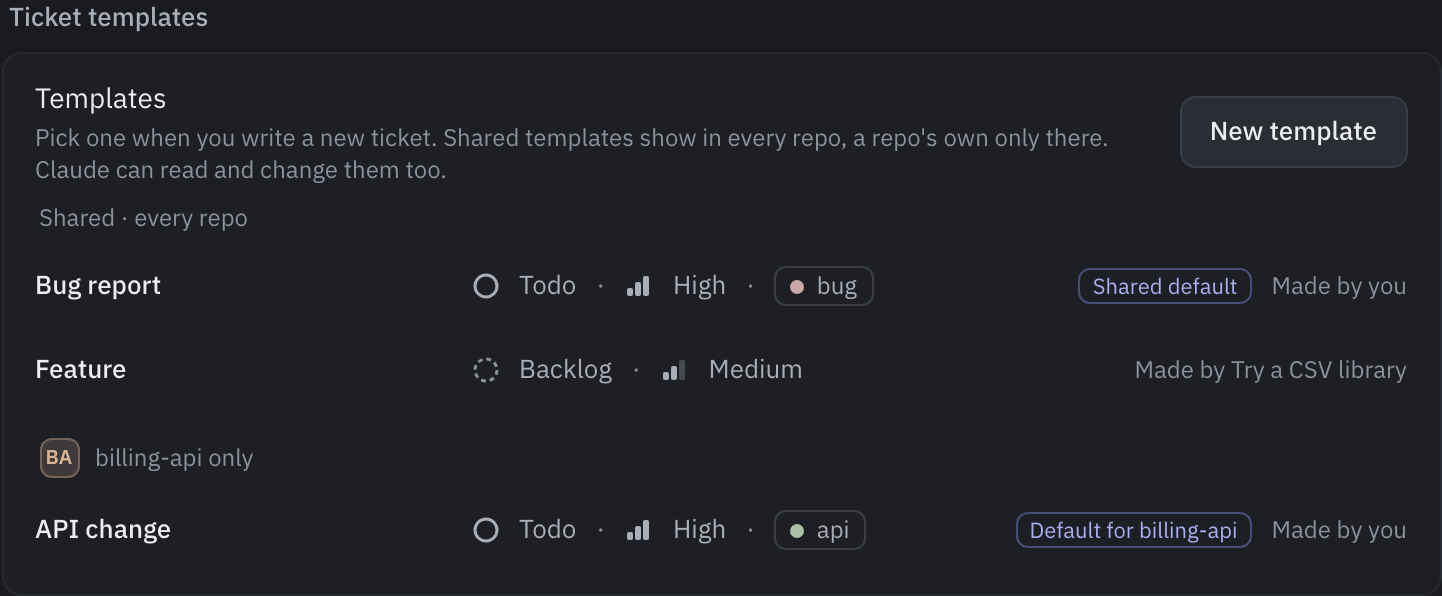 Ticket templates
Templates
Pick one when you write a new ticket. Shared templates show in every repo, a repo's own only there.
Claude can read and change them too.
New template
Shared · every repo
Bug report Todo · High · bug Shared default Made by you
Feature Backlog · Medium Made by Try a CSV library
BA billing-api only
API change Todo · High · api Default for billing-api Made by you